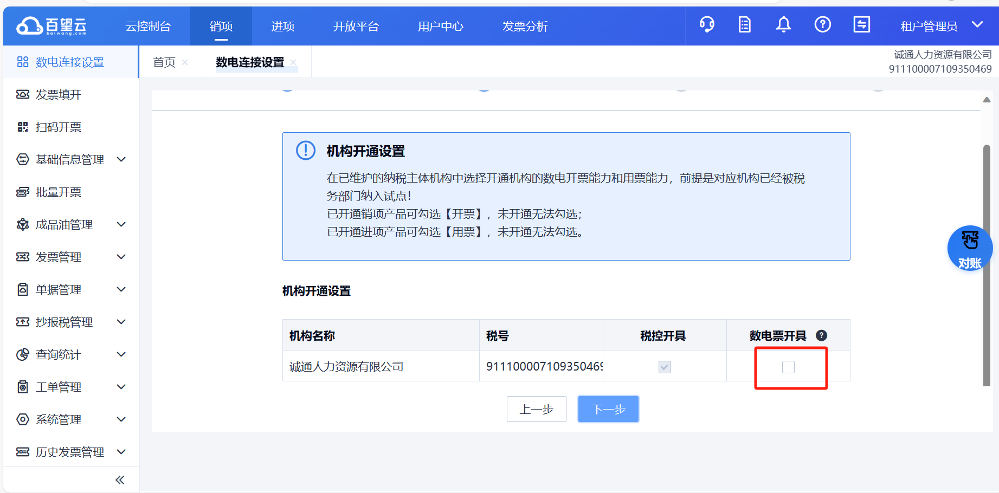 百望云
baiwang.com
云控制台
销项
进项
开放平台
用户中心
发票分析
租户管理员
数电连接设置
首页
数电连接设置
诚通人力资源有限公司
911100007109350469
发票填开
扫码开票
基础信息管理
批量开票
成品油管理
发票管理
单据管理
抄报税管理
查询统计
工单管理
系统管理
历史发票管理
机构开通设置
在已维护的纳税主体机构中选择开通机构的数电开票能力和用票能力，前提是对应机构已经被税
务部门纳入试点！
已开通销项产品可勾选【开票】，未开通无法勾选；
已开通进项产品可勾选【用票】，未开通无法勾选。
对账
机构开通设置
机构名称
税号
税控开具
数电票开具
诚通人力资源有限公司
911100007109350469
上一步
下一步